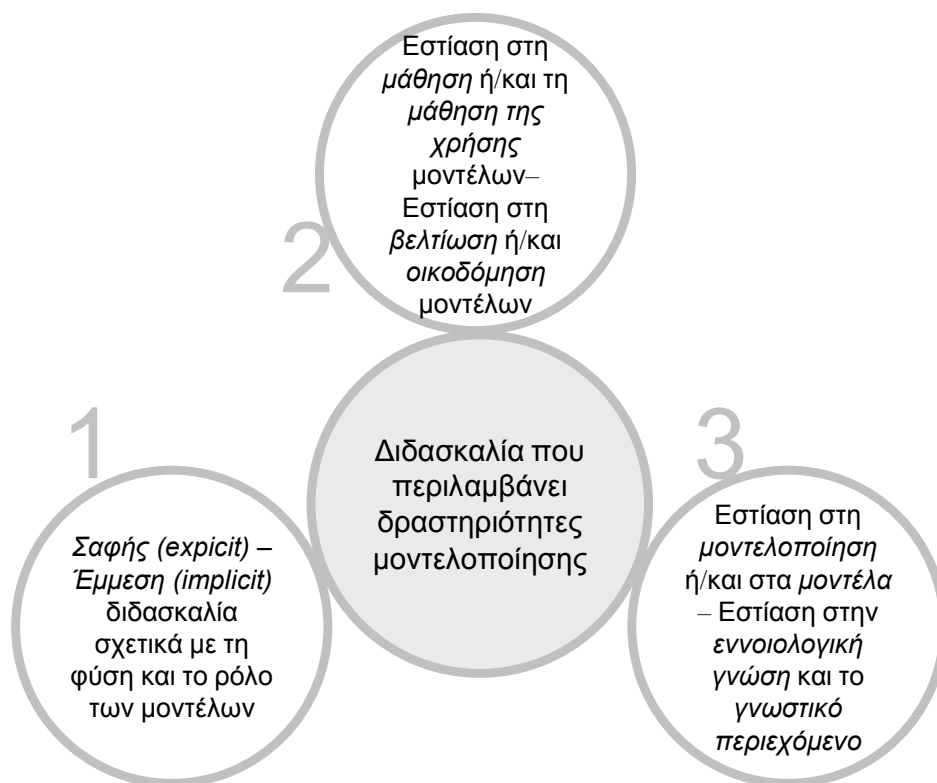 Εστίαση στη
μάθηση ή/και τη
μάθηση της
χρήσης
μοντέλων–
Εστίαση στη
βελτίωση ή/και
οικοδόμηση
μοντέλων
2
Διδασκαλία που
περιλαμβάνει
δραστηριότητες
μοντελοποίησης
1
Σαφής (expicit) –
Έμμεση (implicit)
διδασκαλία
σχετικά με τη
φύση και το ρόλο
των μοντέλων
3
Εστίαση στη
μοντελοποίηση
ή/και στα μοντέλα
– Εστίαση στην
εννοιολογική
γνώση και το
γνωστικό
περιεχόμενο